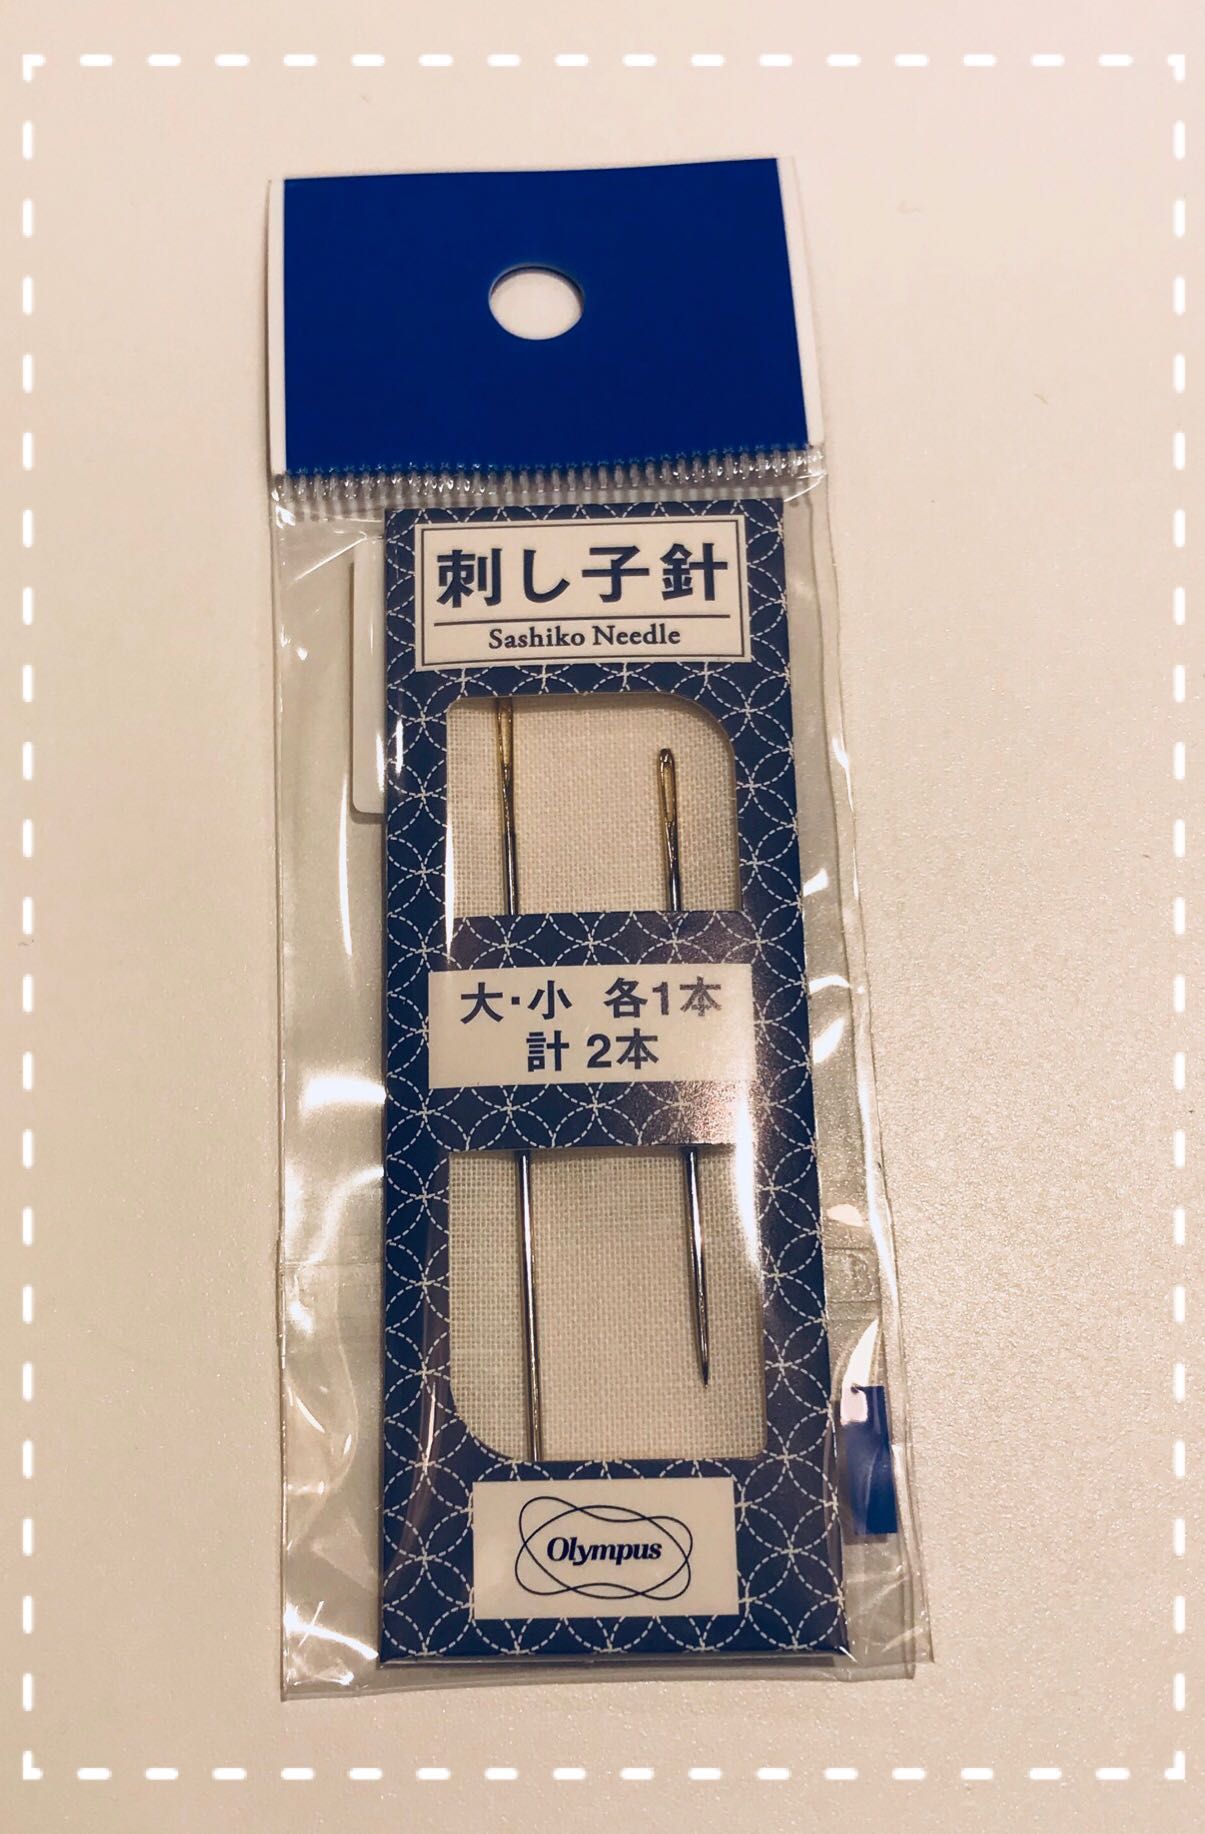 刺し子針
Sashiko Needle
大・小 各1本
計 2本
Olympus